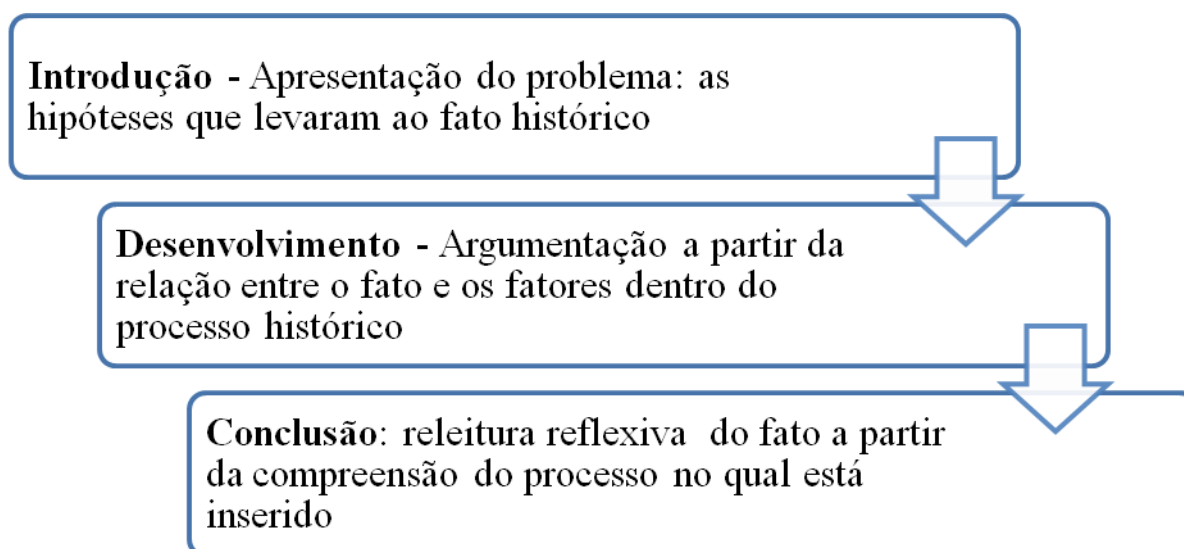 Introdução - Apresentação do problema: as
hipóteses que levaram ao fato histórico
Desenvolvimento - Argumentação a partir da
relação entre o fato e os fatores dentro do
processo histórico
Conclusão: releitura reflexiva do fato a partir
da compreensão do processo no qual está
inserido